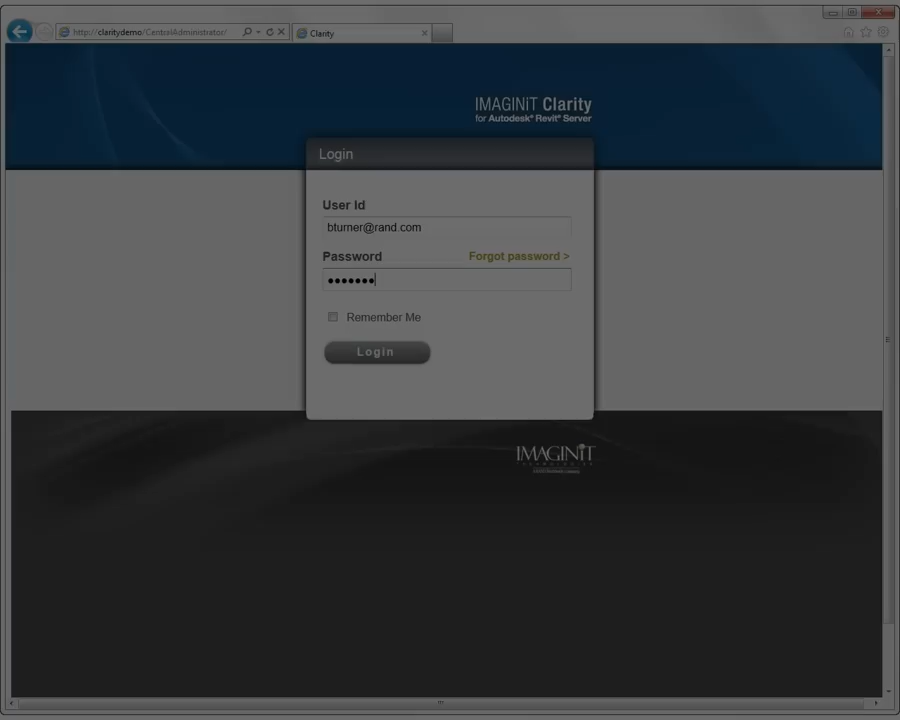 http://claritydemo/CentralAdministrator/
Clarity
IMAGINiT Clarity
for Autodesk® Revit® Server
Login
User Id
bturner@rand.com
Password
Forgot password >
•••••••
Remember Me
Login
IMAGINiT